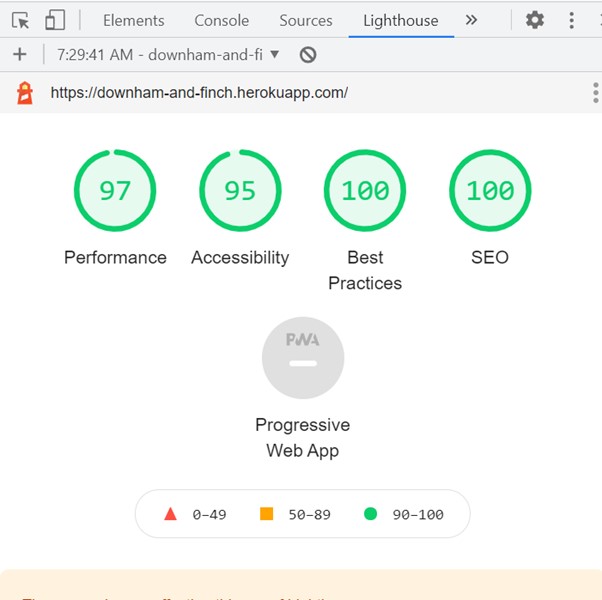 Elements Console Sources Lighthouse »
+ 7:29:41 AM - downham-and-fi ▼
https://downham-and-finch.herokuapp.com/
97 95 100 100
Performance Accessibility Best Practices SEO
PWA
Progressive
Web App
0–49 50–89 90–100